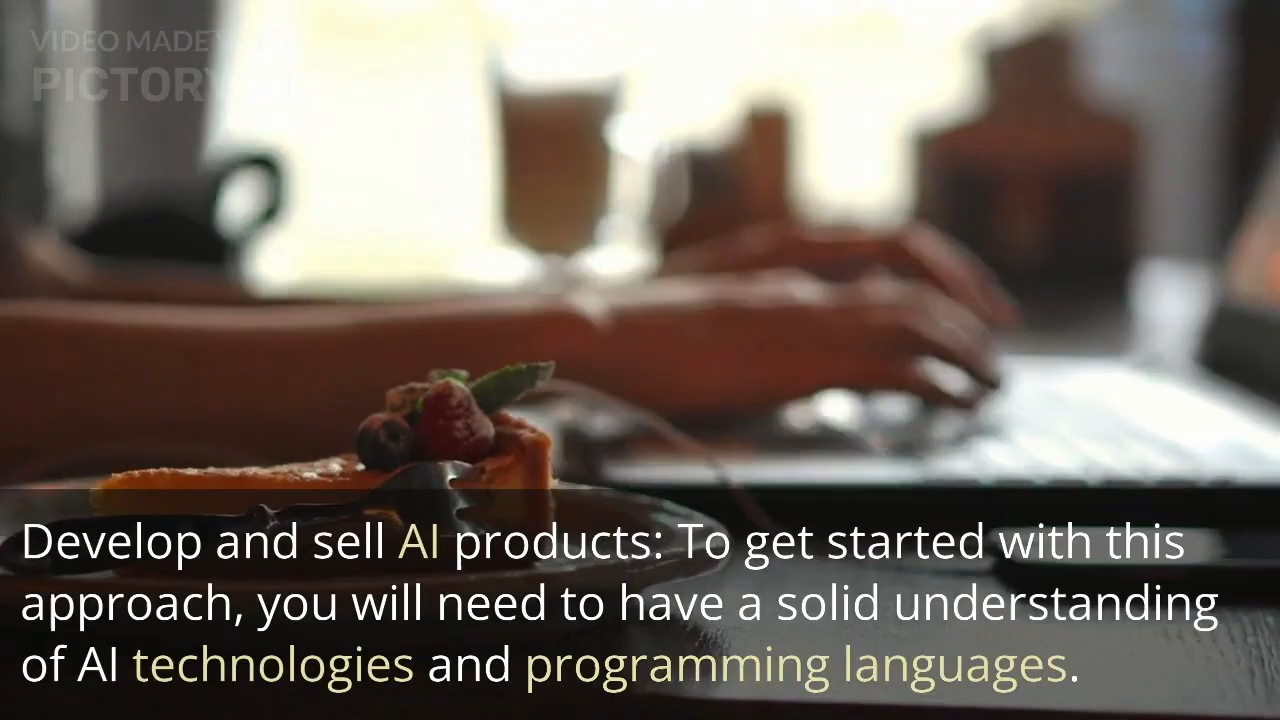 VIDEO MADE
PICTORY
Develop and sell AI products: To get started with this
approach, you will need to have a solid understanding
of AI technologies and programming languages.